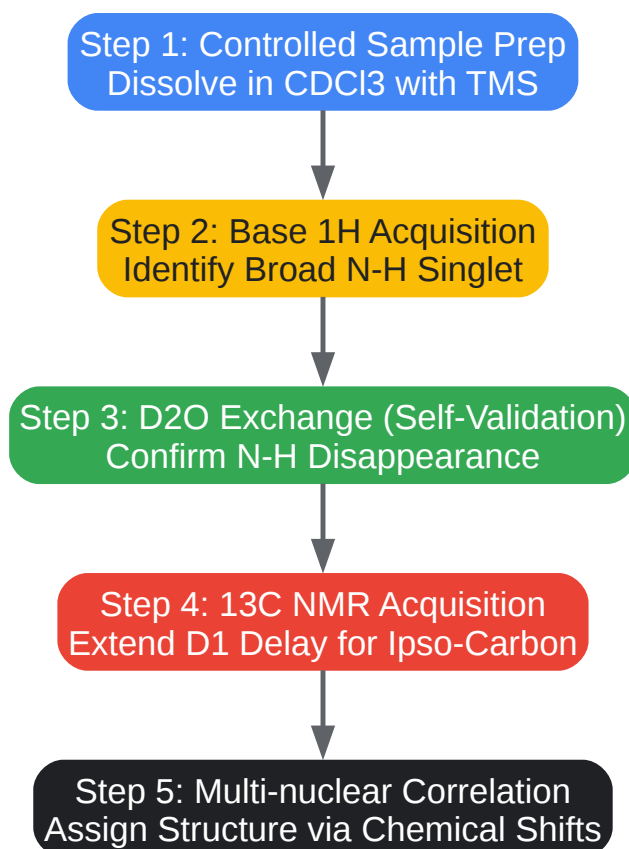 Step 1: Controlled Sample Prep
Dissolve in CDCl3 with TMS
Step 2: Base 1H Acquisition
Identify Broad N-H Singlet
Step 3: D2O Exchange (Self-Validation)
Confirm N-H Disappearance
Step 4: 13C NMR Acquisition
Extend D1 Delay for Ipso-Carbon
Step 5: Multi-nuclear Correlation
Assign Structure via Chemical Shifts